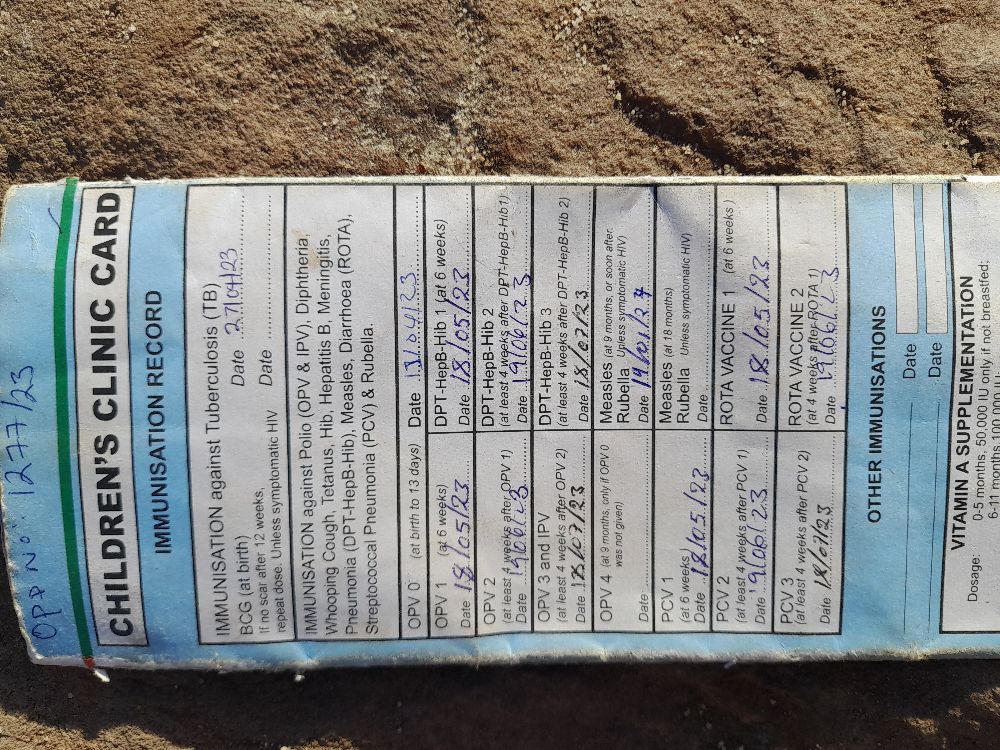 OPD No: 1277/23
CHILDREN'S CLINIC CARD
IMMUNISATION RECORD
IMMUNISATION against Tuberculosis (TB)
BCG (at birth) Date 27/04/23
If no scar after 12 weeks,
repeat dose. Unless symptomatic HIV Date
IMMUNISATION against Polio (OPV & IPV), Diphtheria,
Whooping Cough, Tetanus, Hib, Hepatitis B, Meningitis,
Pneumonia (DPT-HepB-Hib), Measles, Diarrhoea (ROTA),
Streptococcal Pneumonia (PCV) & Rubella.
OPV 0 (at birth to 13 days) Date 13/04/23
OPV 1 (at 6 weeks)
Date 18/05/23
DPT-HepB-Hib 1 (at 6 weeks)
Date 18/05/23
OPV 2
(at least 4 weeks after OPV 1)
Date 19/06/23
DPT-HepB-Hib 2
(at least 4 weeks after DPT-HepB-Hib1)
Date 19/06/23
OPV 3 and IPV
(at least 4 weeks after OPV 2)
Date 18/07/23
DPT-HepB-Hib 3
(at least 4 weeks after DPT-HepB-Hib 2)
Date 18/07/23
OPV 4 (at 9 months, only if OPV 0
was not given)
Date
Measles (at 9 months, or soon after.
Rubella Unless symptomatic HIV)
Date 19/01/24
PCV 1
(at 6 weeks)
Date 18/05/23
Measles (at 18 months)
Rubella Unless symptomatic HIV)
Date
PCV 2
(at least 4 weeks after PCV 1)
Date 19/06/23
ROTA VACCINE 1 (at 6 weeks)
Date 18/05/23
PCV 3
(at least 4 weeks after PCV 2)
Date 18/07/23
ROTA VACCINE 2
(at 4 weeks after ROTA 1)
Date 19/06/23
OTHER IMMUNISATIONS
Date
Date
VITAMIN A SUPPLEMENTATION
Dosage: 0-5 months, 50,000 IU only if not breastfed;
6-11 months, 100,000 IU;